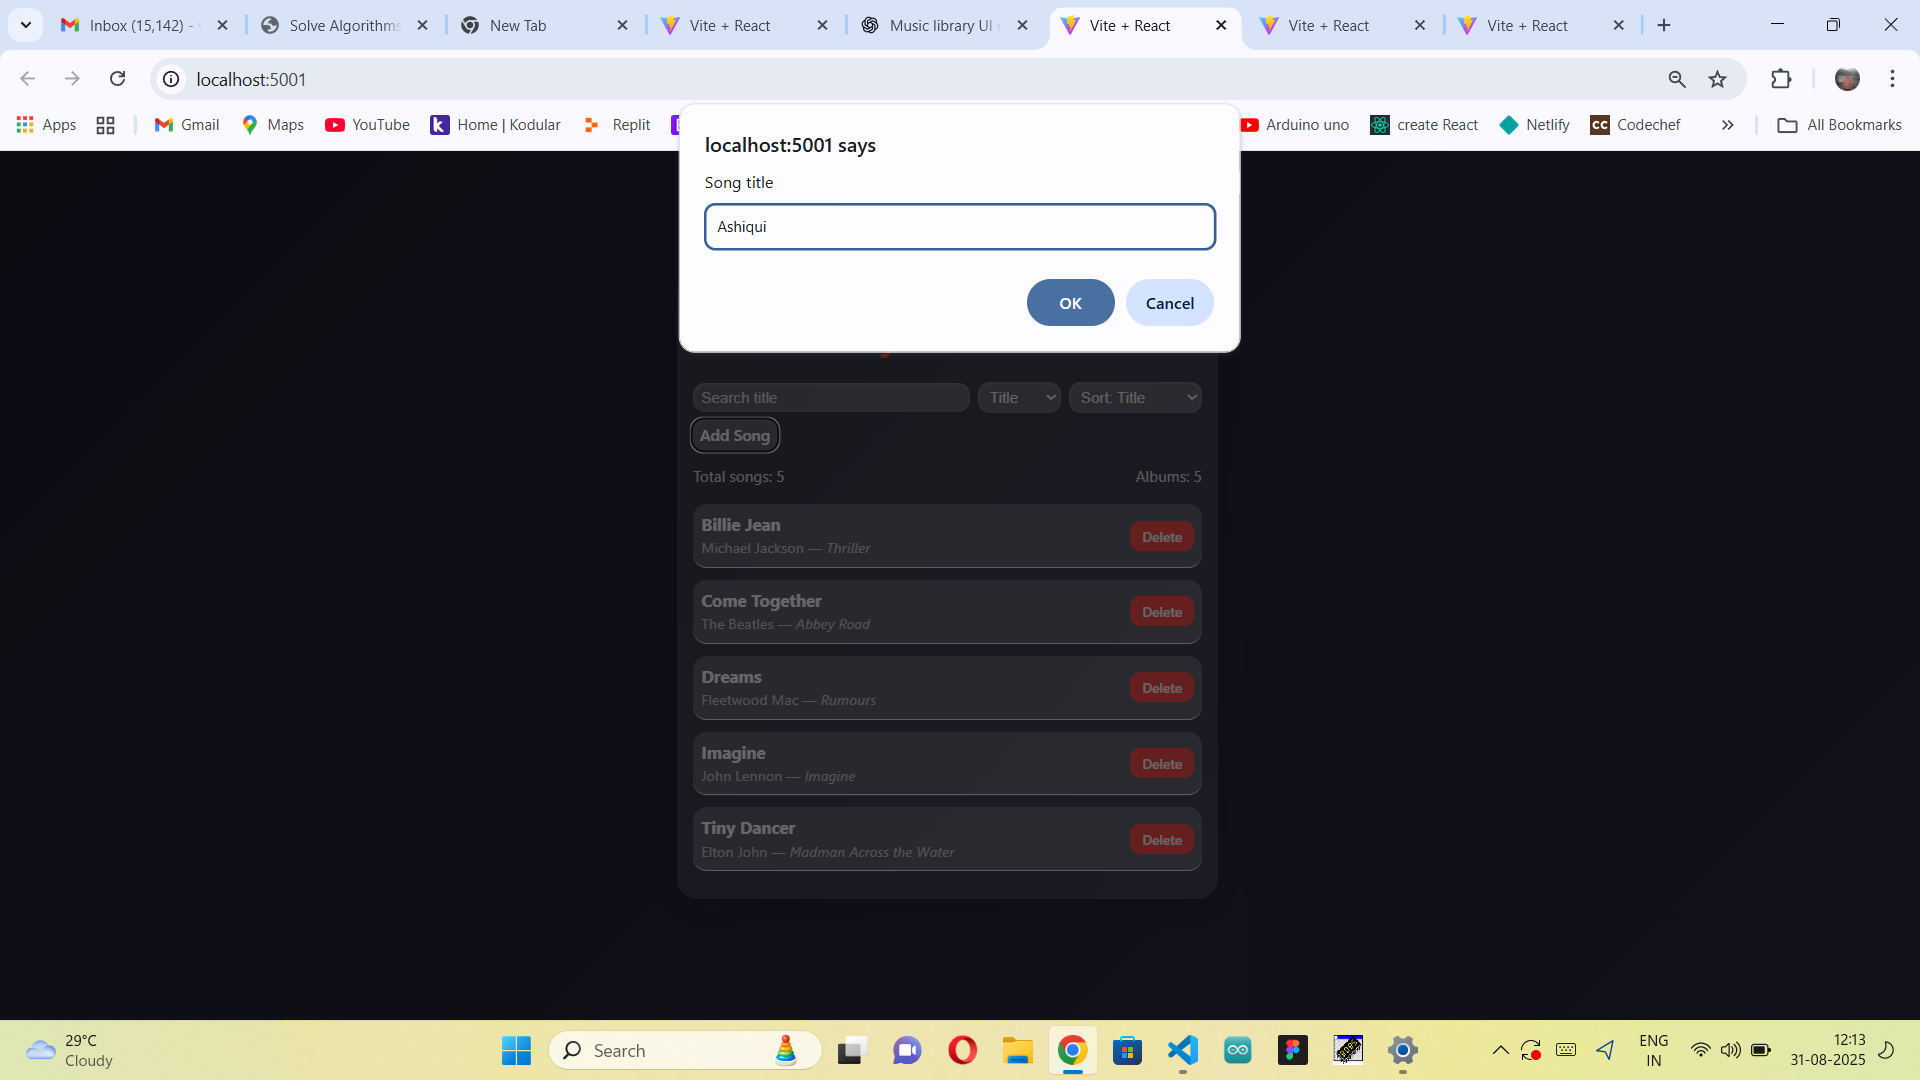 Inbox (15,142) -
Solve Algorithms
New Tab
Vite + React
Music library UI
Vite + React
Vite + React
Vite + React
localhost:5001
Apps
Gmail
Maps
YouTube
Home | Kodular
Replit
Arduino uno
create React
Netlify
CC
Codechef
All Bookmarks
localhost:5001 says
Song title
Ashiqui
OK
Cancel
Search title
Title
Sort: Title
Add Song
Total songs: 5
Albums: 5
Billie Jean
Michael Jackson — Thriller
Delete
Come Together
The Beatles — Abbey Road
Delete
Dreams
Fleetwood Mac — Rumours
Delete
Imagine
John Lennon — Imagine
Delete
Tiny Dancer
Elton John — Madman Across the Water
Delete
29°C
Cloudy
Search
ENG
IN
12:13
31-08-2025